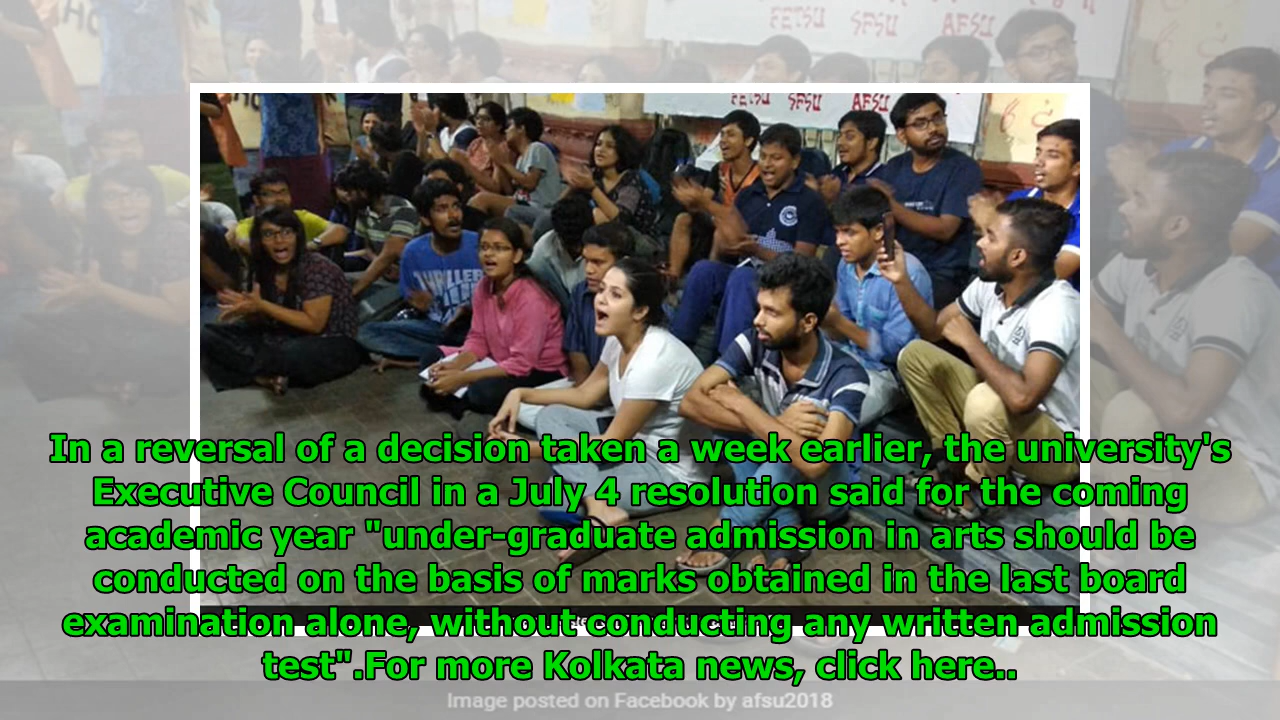 FETSU SFSU AFSU
FETSU SFSU AFSU
In a reversal of a decision taken a week earlier, the university's
Executive Council in a July 4 resolution said for the coming
academic year "under-graduate admission in arts should be
conducted on the basis of marks obtained in the last board
examination alone, without conducting any written admission
test".For more Kolkata news, click here..
Image posted on Facebook by afsu2018